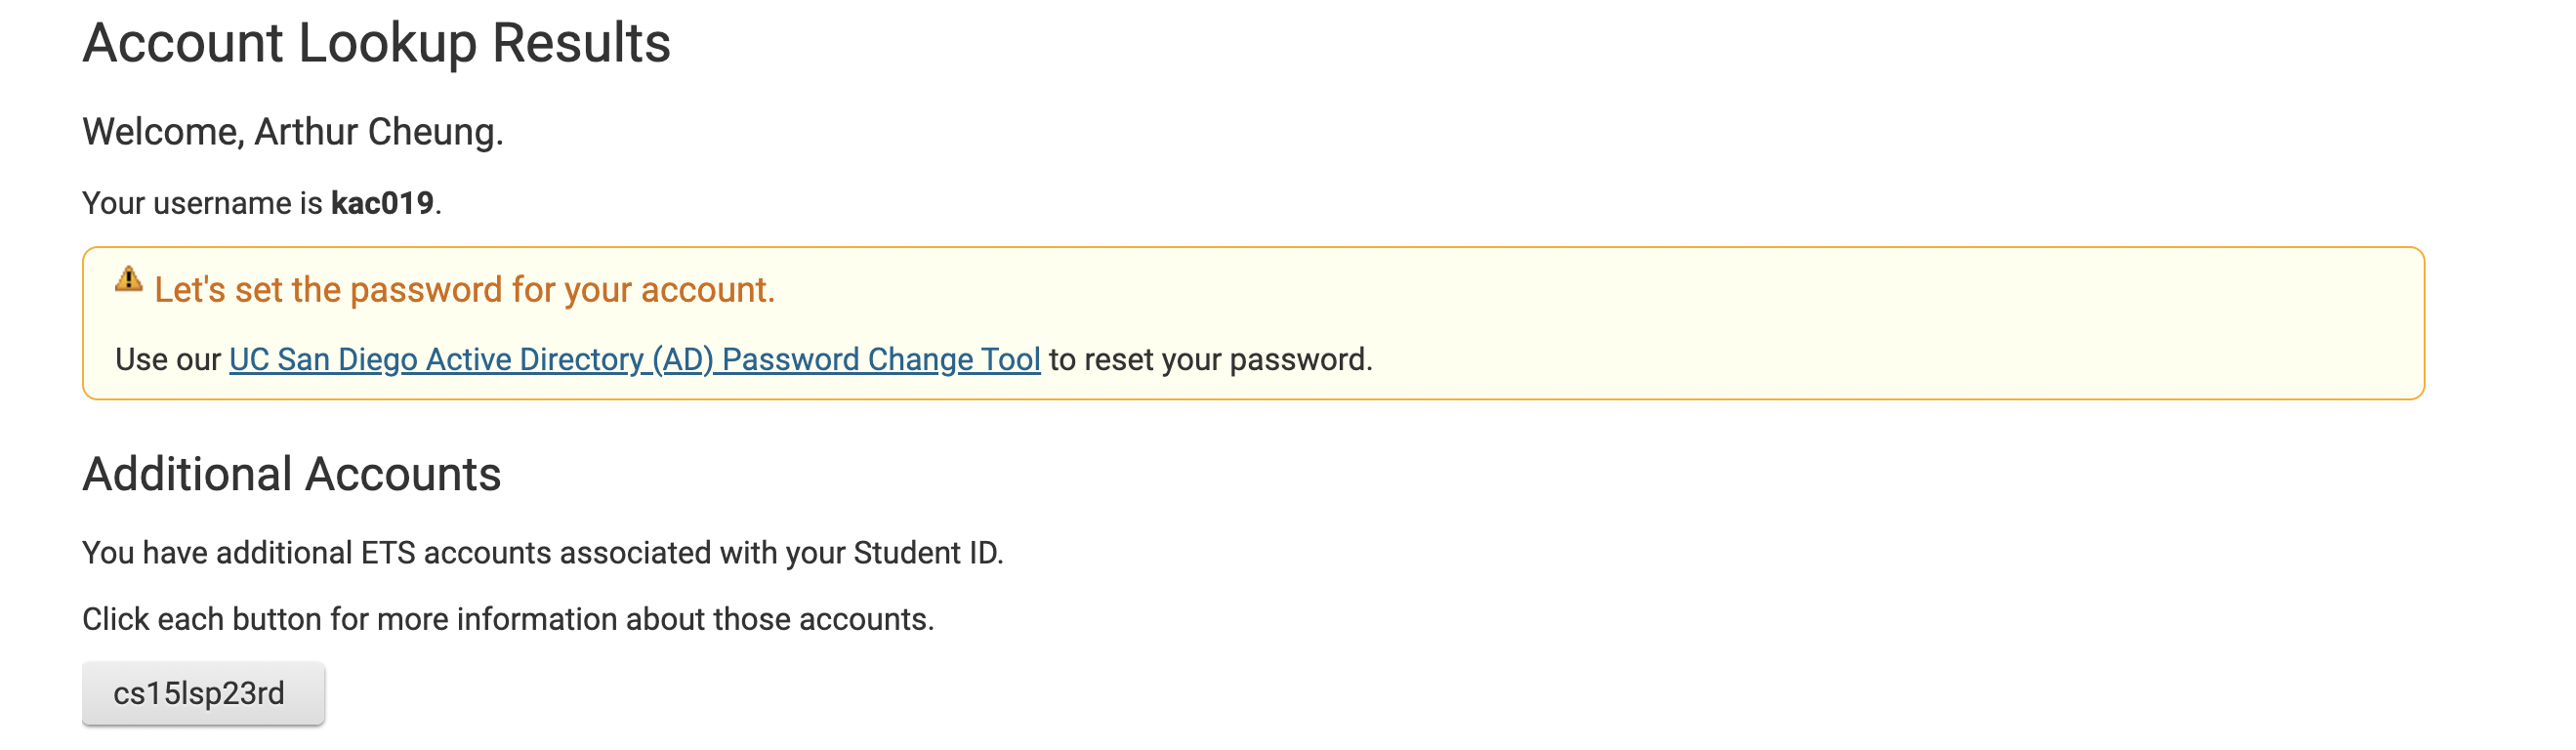 Account Lookup Results
Welcome, Arthur Cheung.
Your username is kac019.
Let's set the password for your account.
Use our UC San Diego Active Directory (AD) Password Change Tool to reset your password.
Additional Accounts
You have additional ETS accounts associated with your Student ID.
Click each button for more information about those accounts.
cs15lsp23rd